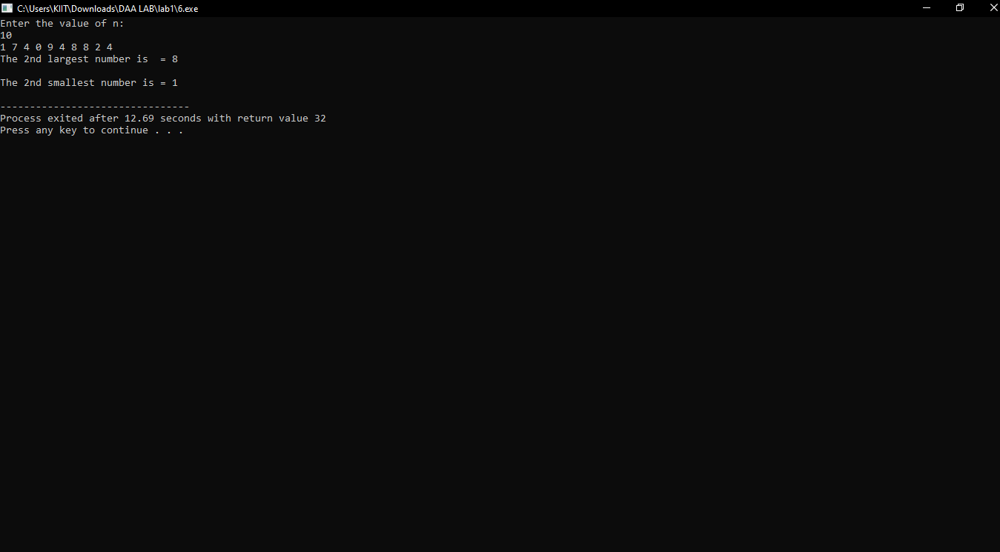 C:\Users\KIIT\Downloads\DAA LAB\lab1\6.exe
Enter the value of n:
10
1 7 4 0 9 4 8 8 2 4
The 2nd largest number is  = 8
The 2nd smallest number is = 1
--------------------------------
Process exited after 12.69 seconds with return value 32
Press any key to continue . . .